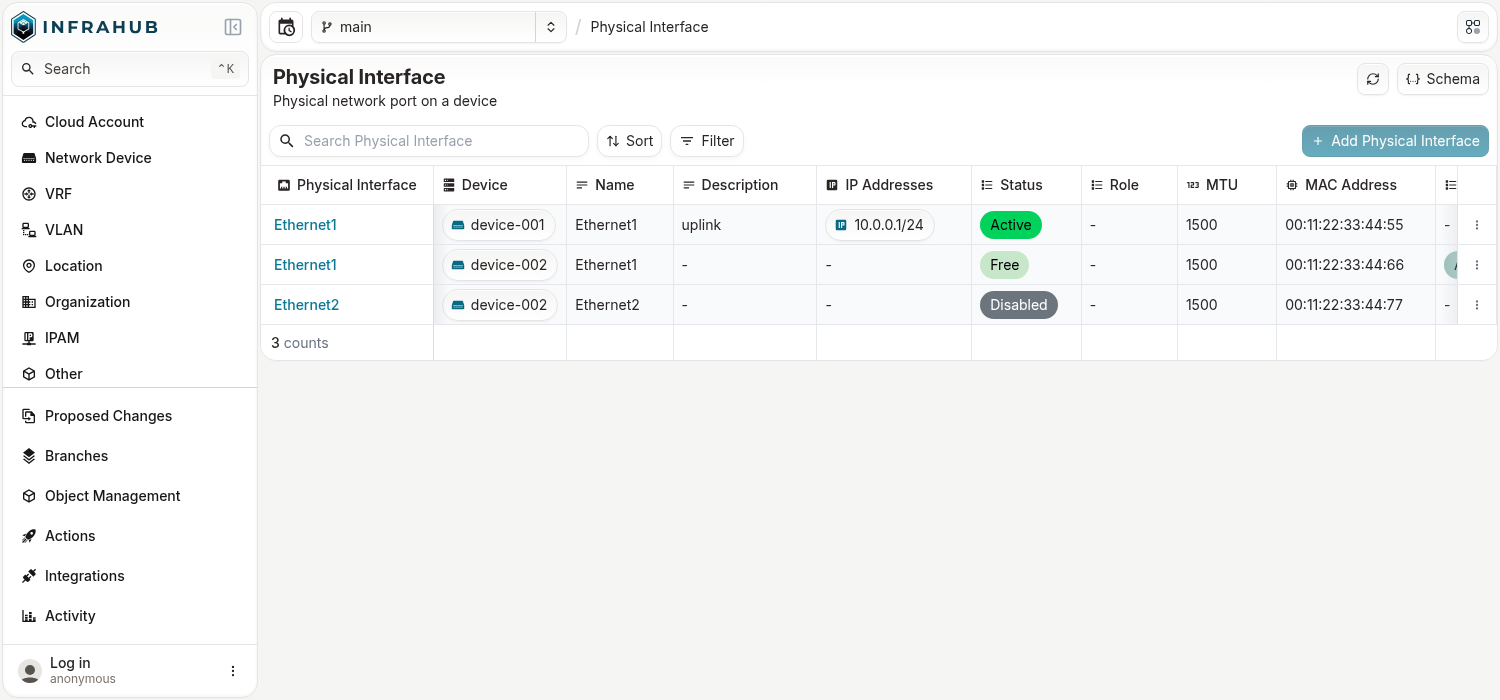 INFRAHUB
Search ⌃K
Cloud Account
Network Device
VRF
VLAN
Location
Organization
IPAM
Other
Proposed Changes
Branches
Object Management
Actions
Integrations
Activity
Log in
anonymous
main / Physical Interface
Physical Interface
Physical network port on a device
Schema
Search Physical Interface Sort Filter + Add Physical Interface
Physical Interface Device Name Description IP Addresses Status Role MTU MAC Address
Ethernet1 device-001 Ethernet1 uplink 10.0.0.1/24 Active - 1500 00:11:22:33:44:55 -
Ethernet1 device-002 Ethernet1 - - Free - 1500 00:11:22:33:44:66
Ethernet2 device-002 Ethernet2 - - Disabled - 1500 00:11:22:33:44:77 -
3 counts